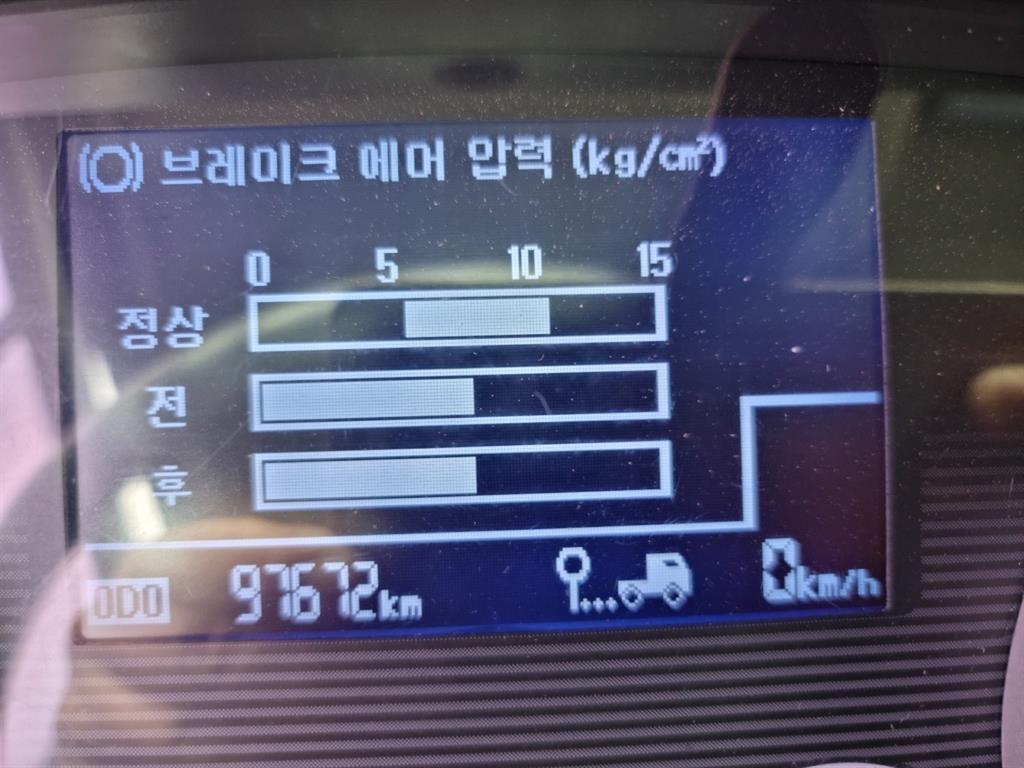 브레이크 에어 압력 (kg/cm²)
0 5 10 15
정상
전
후
ODO 97672km 0km/h